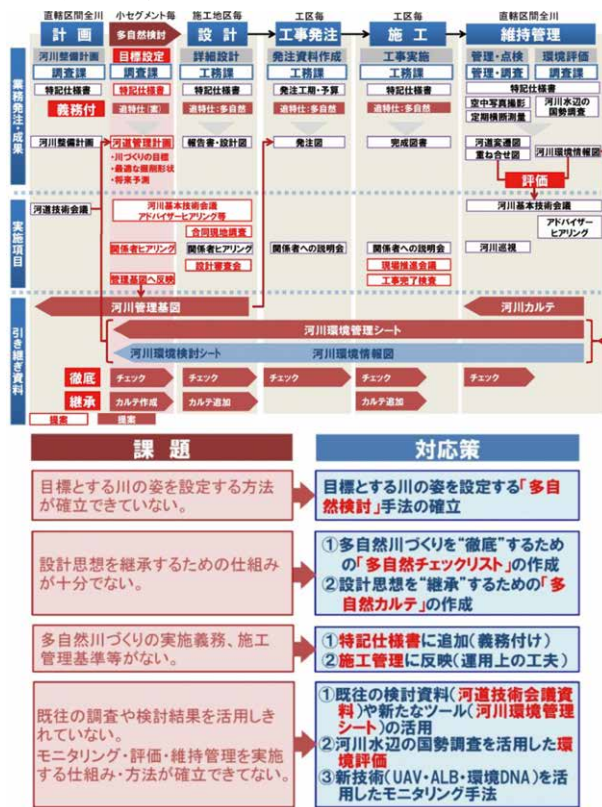 直轄区間全川 小セグメント毎 施工地区毎 工事毎 工区毎 直轄区間全川
計画 多自然検討 設計 工事発注 施工 維持管理
業務発注・成果
河川整備計画 目標設定 詳細設計 発注資料作成 工事実施 管理・点検 環境評価
調査課 調査課 工務課 工務課 工務課 管理・調査 調査課
特記仕様書 特記仕様書 特記仕様書 発注工期・予算 特記仕様書 特記仕様書
義務付 追特仕(案) 追特仕:多自然 追特仕:多自然 追特仕:多自然 空中写真撮影 河川水辺の
定期横断測量 国勢調査
河川整備計画 河道管理計画 報告書・設計図 発注図 完成図書 河道変遷図
・川づくりの目標 重ね合せ図 河川環境情報図
・最適な掘削形状
・将来予測
評価
実施項目
河道技術会議 河川基本技術会議 河川基本技術会議
アドバイザーヒアリング等 アドバイザー
合同現地調査 ヒアリング
関係者ヒアリング 関係者ヒアリング 関係者への説明会 関係者への説明会 河川巡視
設計審査会 現場推進会議
管理基図へ反映 工事完了検査
引き継ぎ資料
河川管理基図 河川カルテ
河川環境管理シート
河川環境検討シート 河川環境情報図
徹底 チェック チェック チェック チェック チェック
継承 カルテ作成 カルテ追加 カルテ追加
提案 提案
課題
対応策
目標とする川の姿を設定する方法
が確立できていない。
目標とする川の姿を設定する「多
自然検討」手法の確立
設計思想を継承するための仕組み
が十分でない。
①多自然川づくりを“徹底”するため
の「多自然チェックリスト」の作成
②設計思想を“継承”するための「多
自然カルテ」の作成
多自然川づくりの実施義務、施工
管理基準等がない。
①特記仕様書に追加(義務付け)
②施工管理に反映(運用上の工夫)
既往の調査や検討結果を活用しき
れていない。
モニタリング・評価・維持管理を実施
する仕組み・方法が確立できてない。
①既往の検討資料(河道技術会議資
料)や新たなツール(河川環境管理
シート)の活用
②河川水辺の国勢調査を活用した環
境評価
③新技術(UAV・ALB・環境DNA)を活
用したモニタリング手法